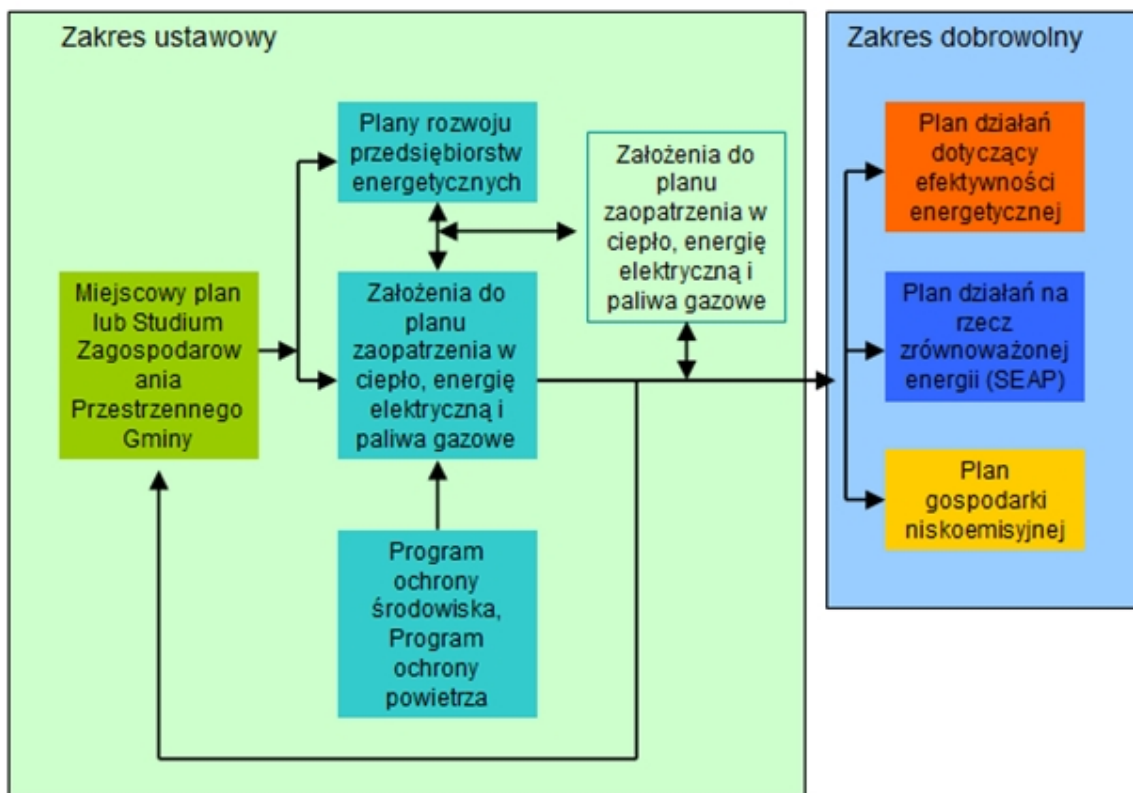 Zakres ustawowy
Plany rozwoju
przedsiębiorstw
energetycznych
Założenia do
planu
zaopatrzenia w
ciepło, energię
elektryczną i
paliwa gazowe
Miejscowy plan
lub Studium
Zagospodarow
ania
Przestrzennego
Gminy
Założenia do
planu
zaopatrzenia w
ciepło, energię
elektryczną i
paliwa gazowe
Program
ochrony
środowiska,
Program
ochrony
powietrza
Zakres dobrowolny
Plan działań
dotyczący
efektywności
energetycznej
Plan działań na
rzecz
zrównoważonej
energii (SEAP)
Plan
gospodarki
niskoemisyjnej